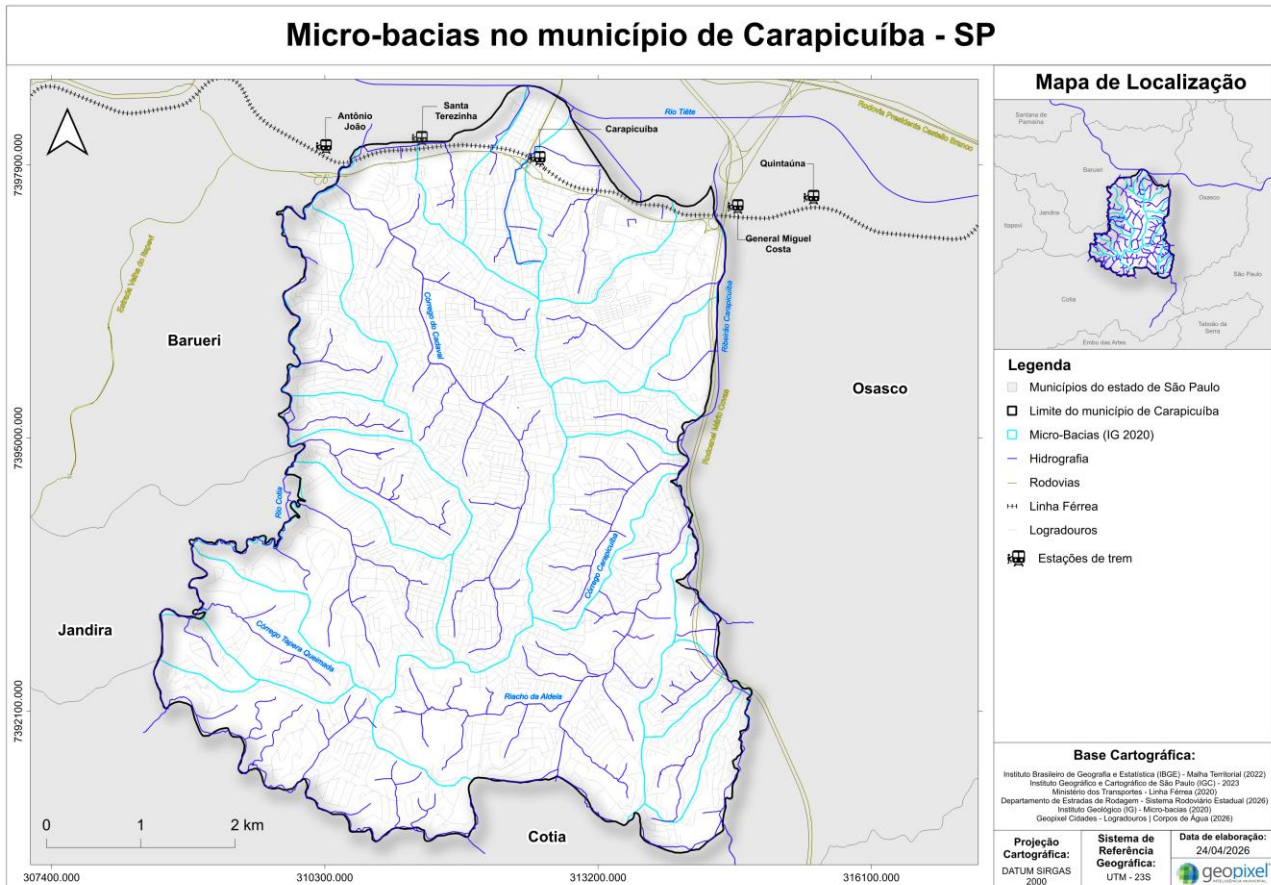 Micro-bacias no município de Carapicuíba - SP
Antônio
João
Santa
Terezinha
Carapicuíba
Rio Tiête
Rodovia Presidente Castello Branco
Quintaúna
General Miguel
Costa
7397900.000
Estrada Velha do Itapevi
Córrego do Cadaval
Ribeirão Carapicuíba
Barueri
Osasco
Rodoanel Mário Covas
7395000.000
Rio Cotia
Córrego Carapicuíba
Jandira
Córrego Tapera Queimada
Riacho da Aldeia
7392100.000
0 1 2 km
Cotia
307400.000 310300.000 313200.000 316100.000
Mapa de Localização
Santana de
Parnaíba
Barueri
Osasco
Jandira
Itapevi
São Paulo
Cotia
Taboão da
Serra
Embu das Artes
Legenda
Municípios do estado de São Paulo
Limite do município de Carapicuíba
Micro-Bacias (IG 2020)
Hidrografia
Rodovias
Linha Férrea
Logradouros
Estações de trem
Base Cartográfica:
Instituto Brasileiro de Geografia e Estatística (IBGE) - Malha Territorial (2022)
Instituto Geográfico e Cartográfico de São Paulo (IGC) - 2023
Ministério dos Transportes - Linha Férrea (2020)
Departamento de Estradas de Rodagem - Sistema Rodoviário Estadual (2026)
Instituto Geológico (IG) - Micro-bacias (2020)
Geopixel Cidades - Logradouros | Corpos de Água (2026)
Projeção
Cartográfica:
DATUM SIRGAS
2000
Sistema de
Referência
Geográfica:
UTM - 23S
Data de elaboração:
24/04/2026
geopixel
INTELIGÊNCIA MUNICIPAL